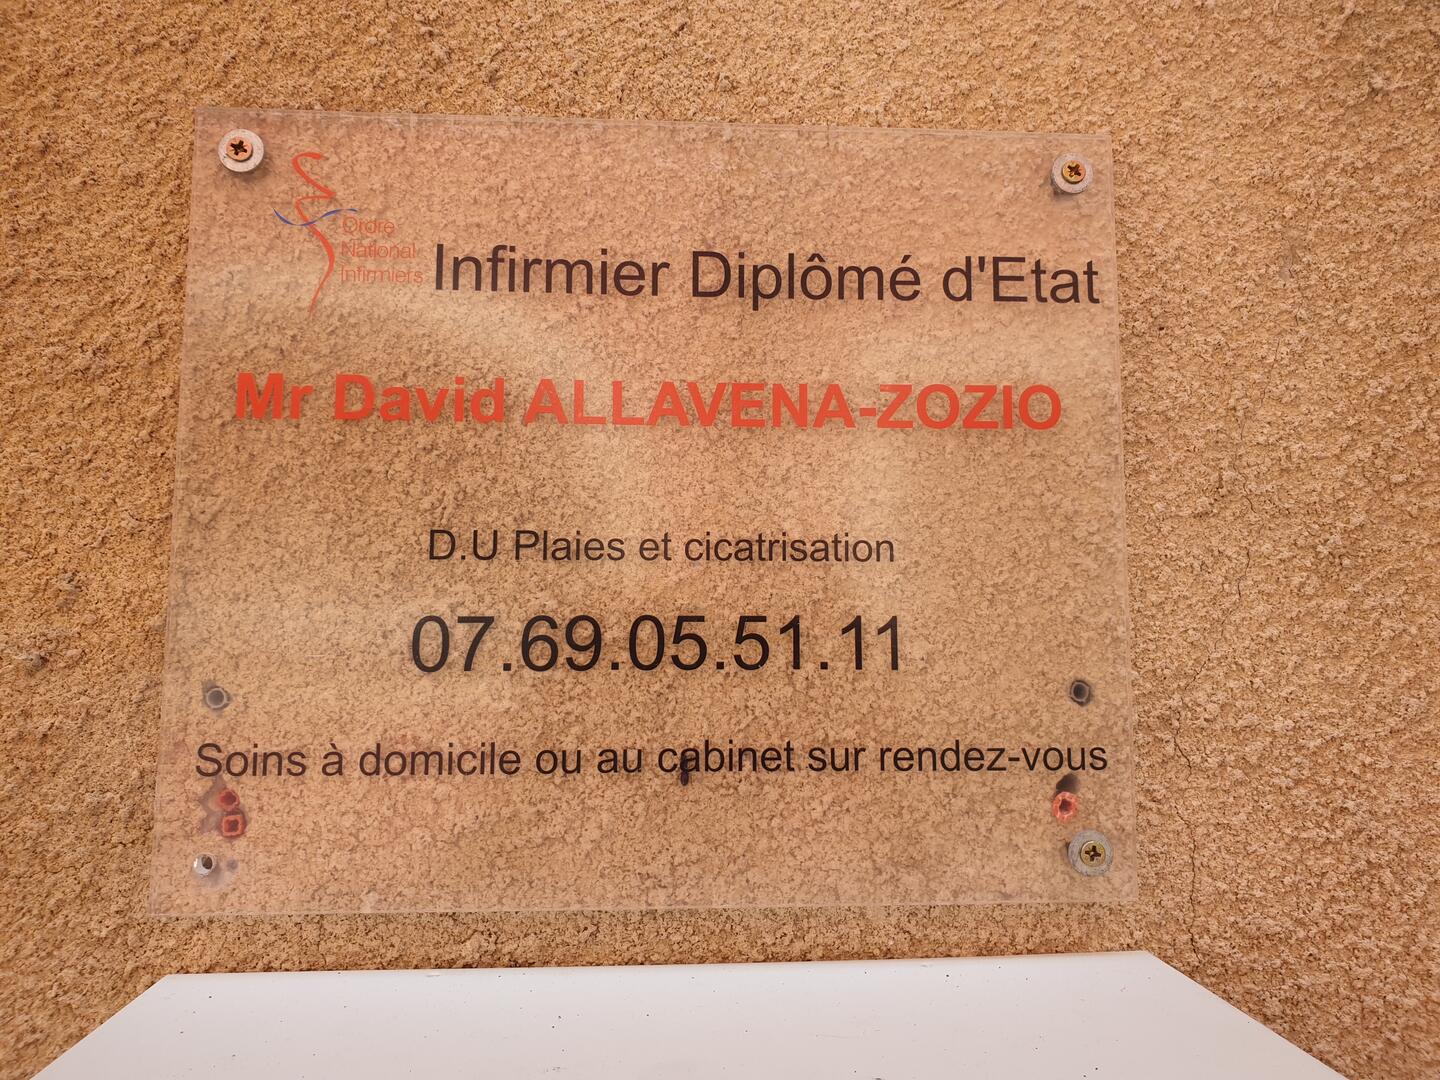 Ordre
National
Infirmiers
Infirmier Diplômé d'Etat
Mr David ALLAVENA-ZOZIO
D.U Plaies et cicatrisation
07.69.05.51.11
Soins à domicile ou au cabinet sur rendez-vous